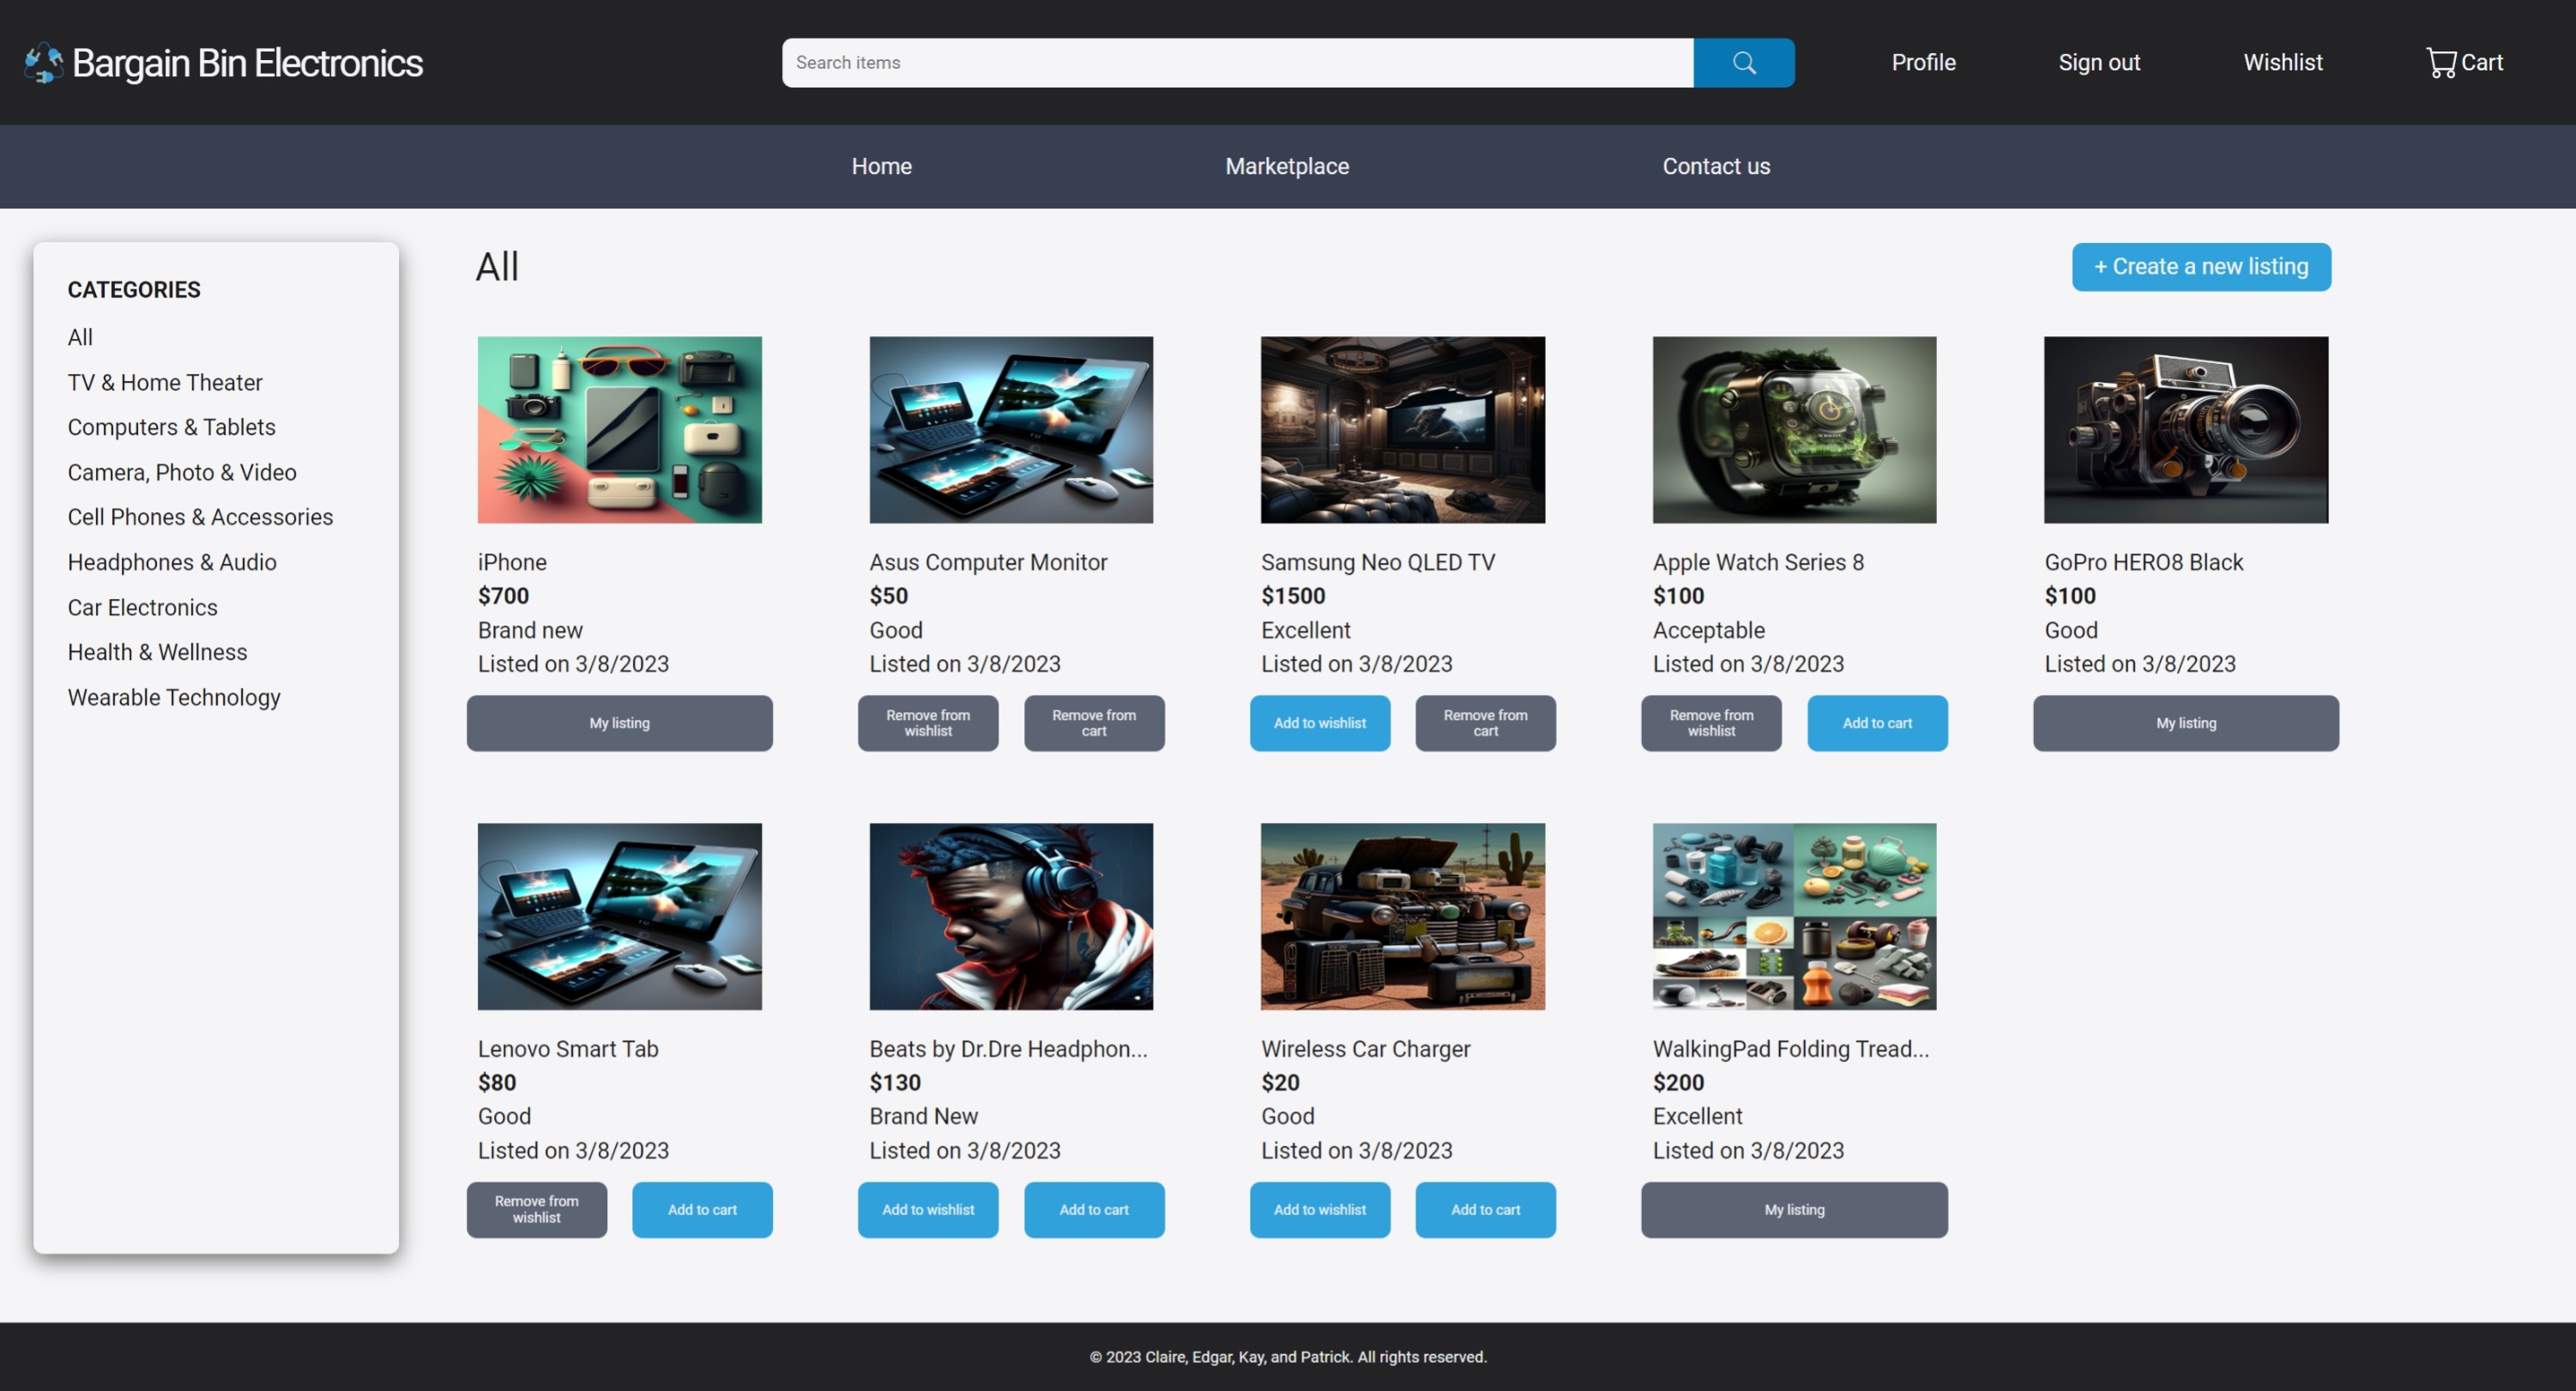 Bargain Bin Electronics
Search items
Profile
Sign out
Wishlist
Cart
Home
Marketplace
Contact us
CATEGORIES
All
TV & Home Theater
Computers & Tablets
Camera, Photo & Video
Cell Phones & Accessories
Headphones & Audio
Car Electronics
Health & Wellness
Wearable Technology
All
+ Create a new listing
iPhone
$700
Brand new
Listed on 3/8/2023
My listing
Asus Computer Monitor
$50
Good
Listed on 3/8/2023
Remove from
wishlist
Remove from
cart
Samsung Neo QLED TV
$1500
Excellent
Listed on 3/8/2023
Add to wishlist
Remove from
cart
Apple Watch Series 8
$100
Acceptable
Listed on 3/8/2023
Remove from
wishlist
Add to cart
GoPro HERO8 Black
$100
Good
Listed on 3/8/2023
My listing
Lenovo Smart Tab
$80
Good
Listed on 3/8/2023
Remove from
wishlist
Add to cart
Beats by Dr.Dre Headphon...
$130
Brand New
Listed on 3/8/2023
Add to wishlist
Add to cart
Wireless Car Charger
$20
Good
Listed on 3/8/2023
Add to wishlist
Add to cart
WalkingPad Folding Tread...
$200
Excellent
Listed on 3/8/2023
My listing
© 2023 Claire, Edgar, Kay, and Patrick. All rights reserved.